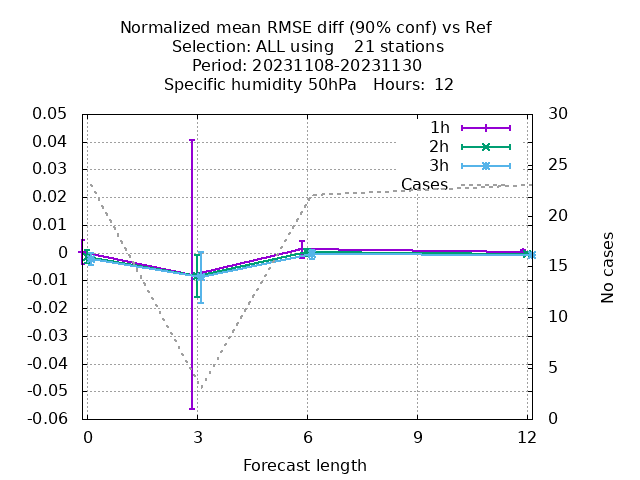 Normalized mean RMSE diff (90% conf) vs Ref
Selection: ALL using    21 stations
Period: 20231108-20231130
Specific humidity 50hPa   Hours:  12
0.05
0.04
0.03
0.02
0.01
0
-0.01
-0.02
-0.03
-0.04
-0.05
-0.06
30
25
20
15
10
5
0
1h
2h
3h
Cases
No cases
0
3
6
9
12
Forecast length